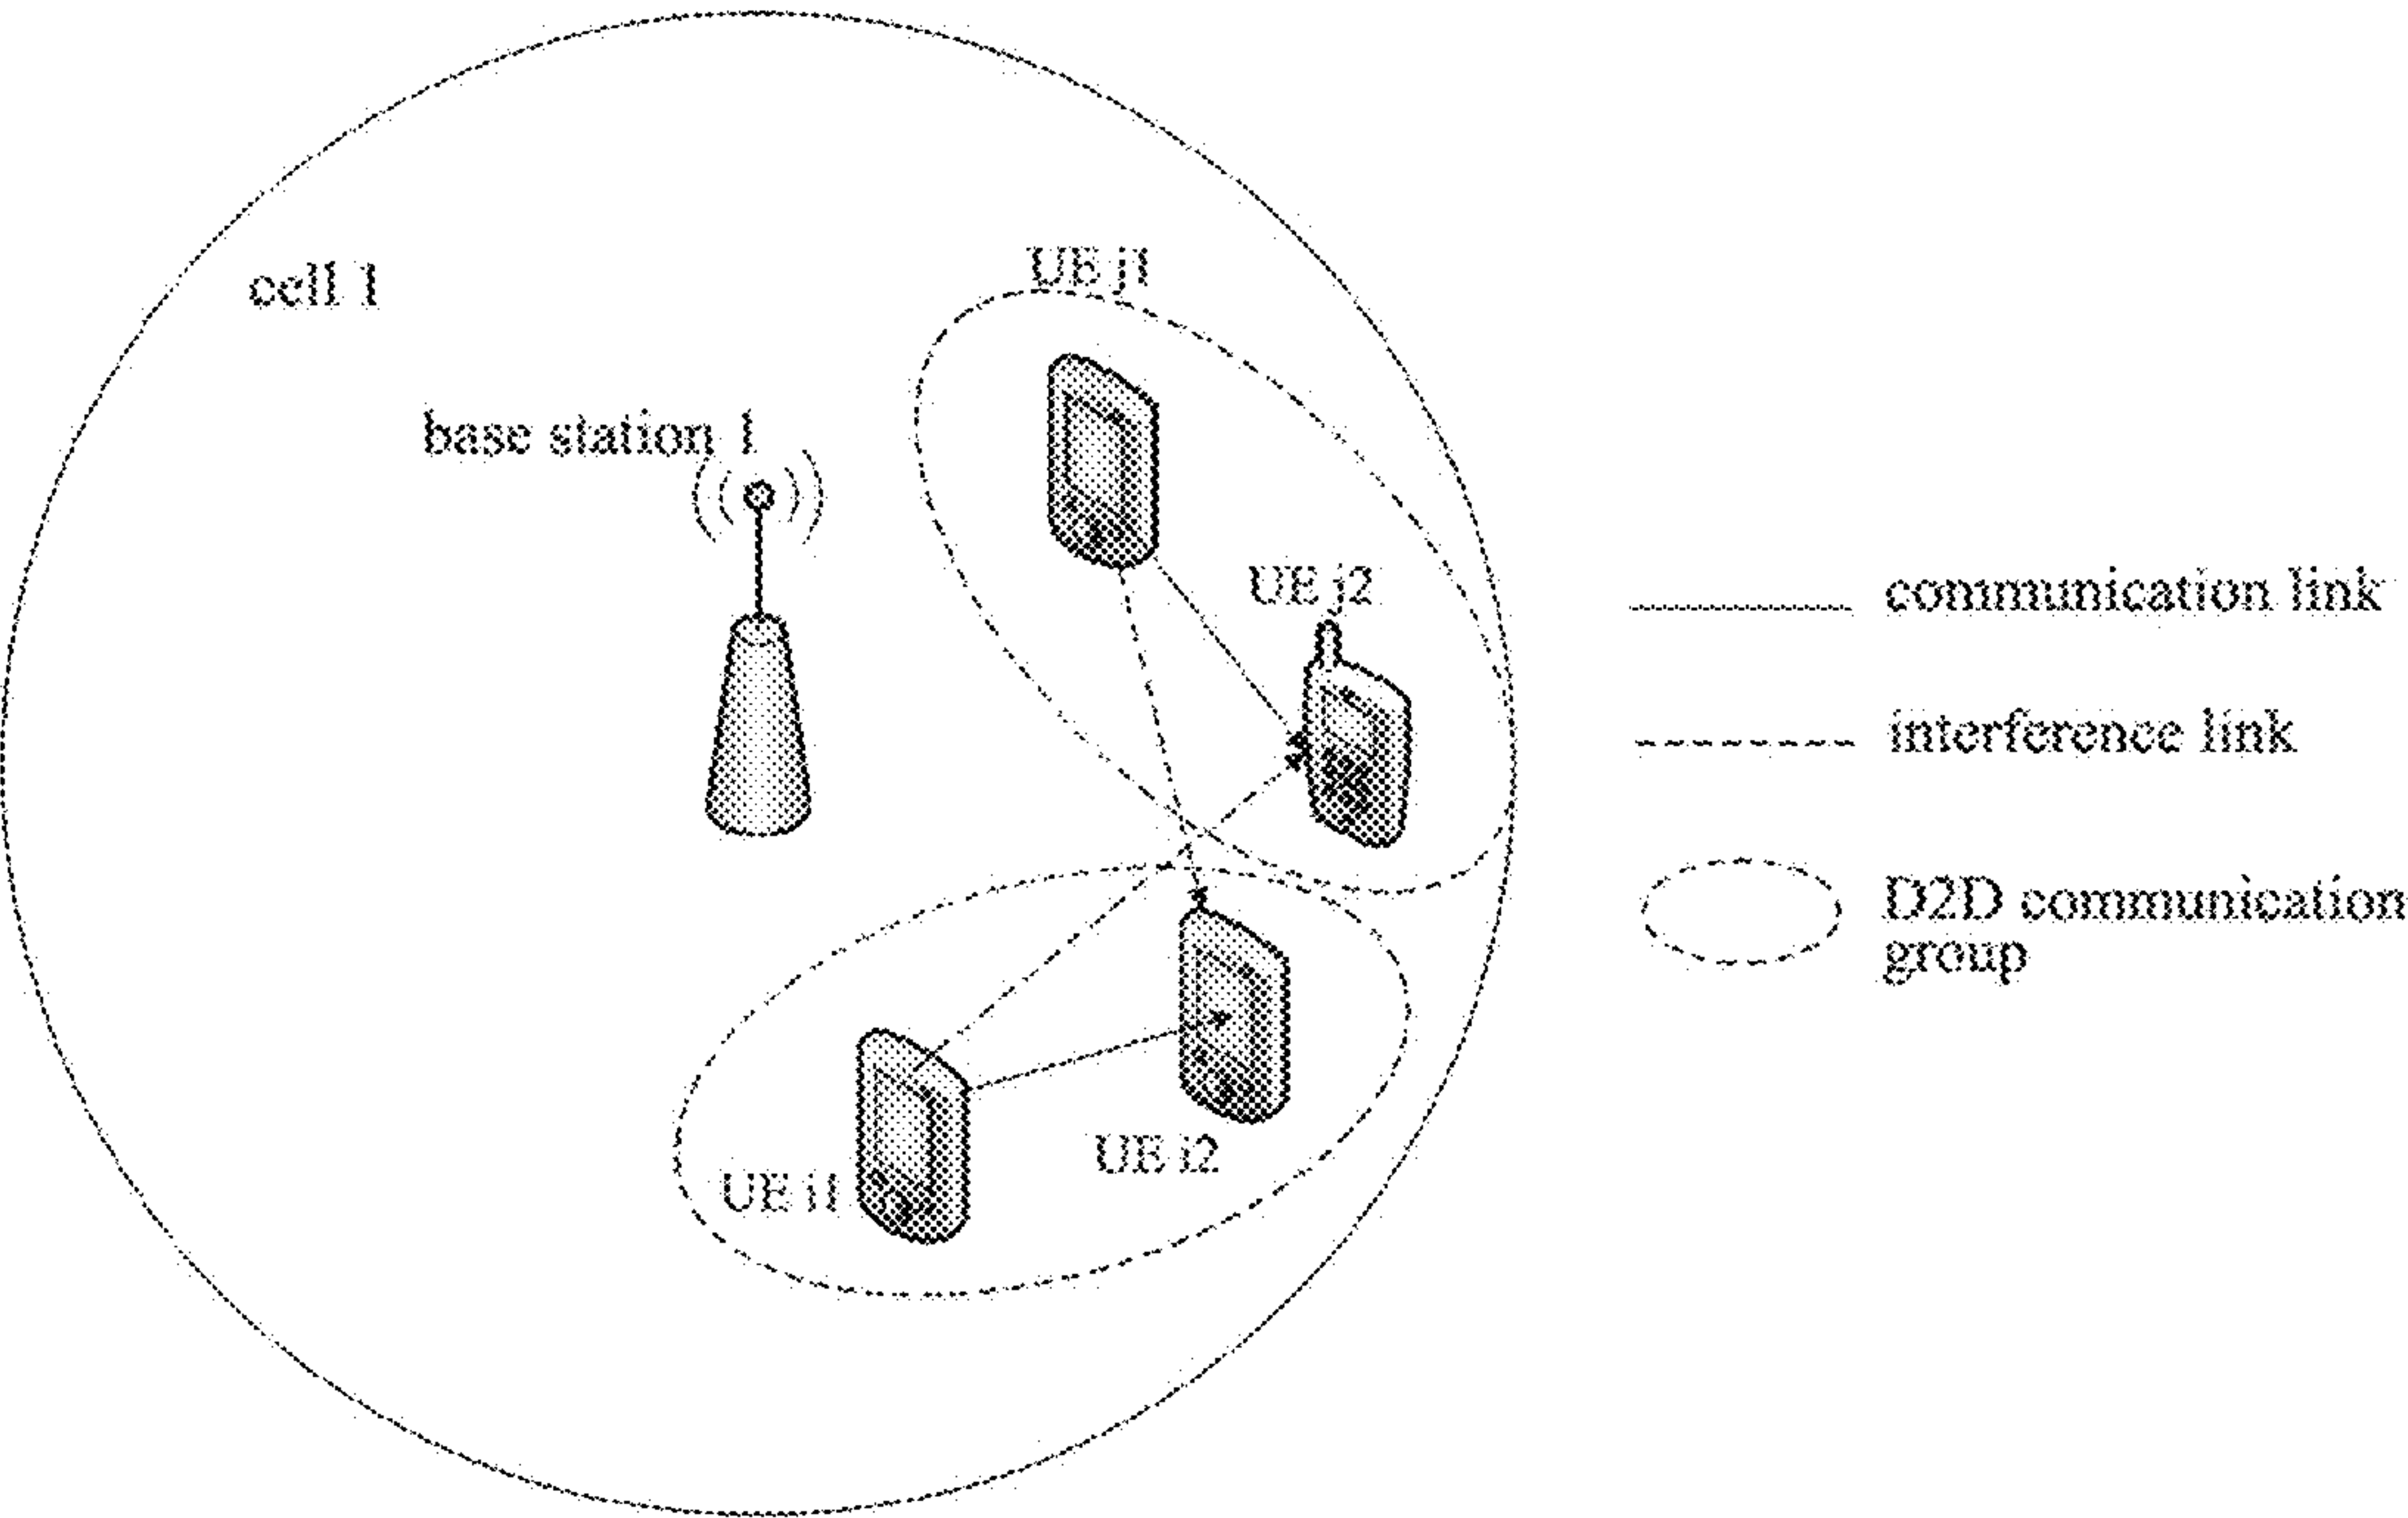 cell 1
base station 1
UE j1
UE j2
UE i1
UE i2
communication link
interference link
D2D communication
group